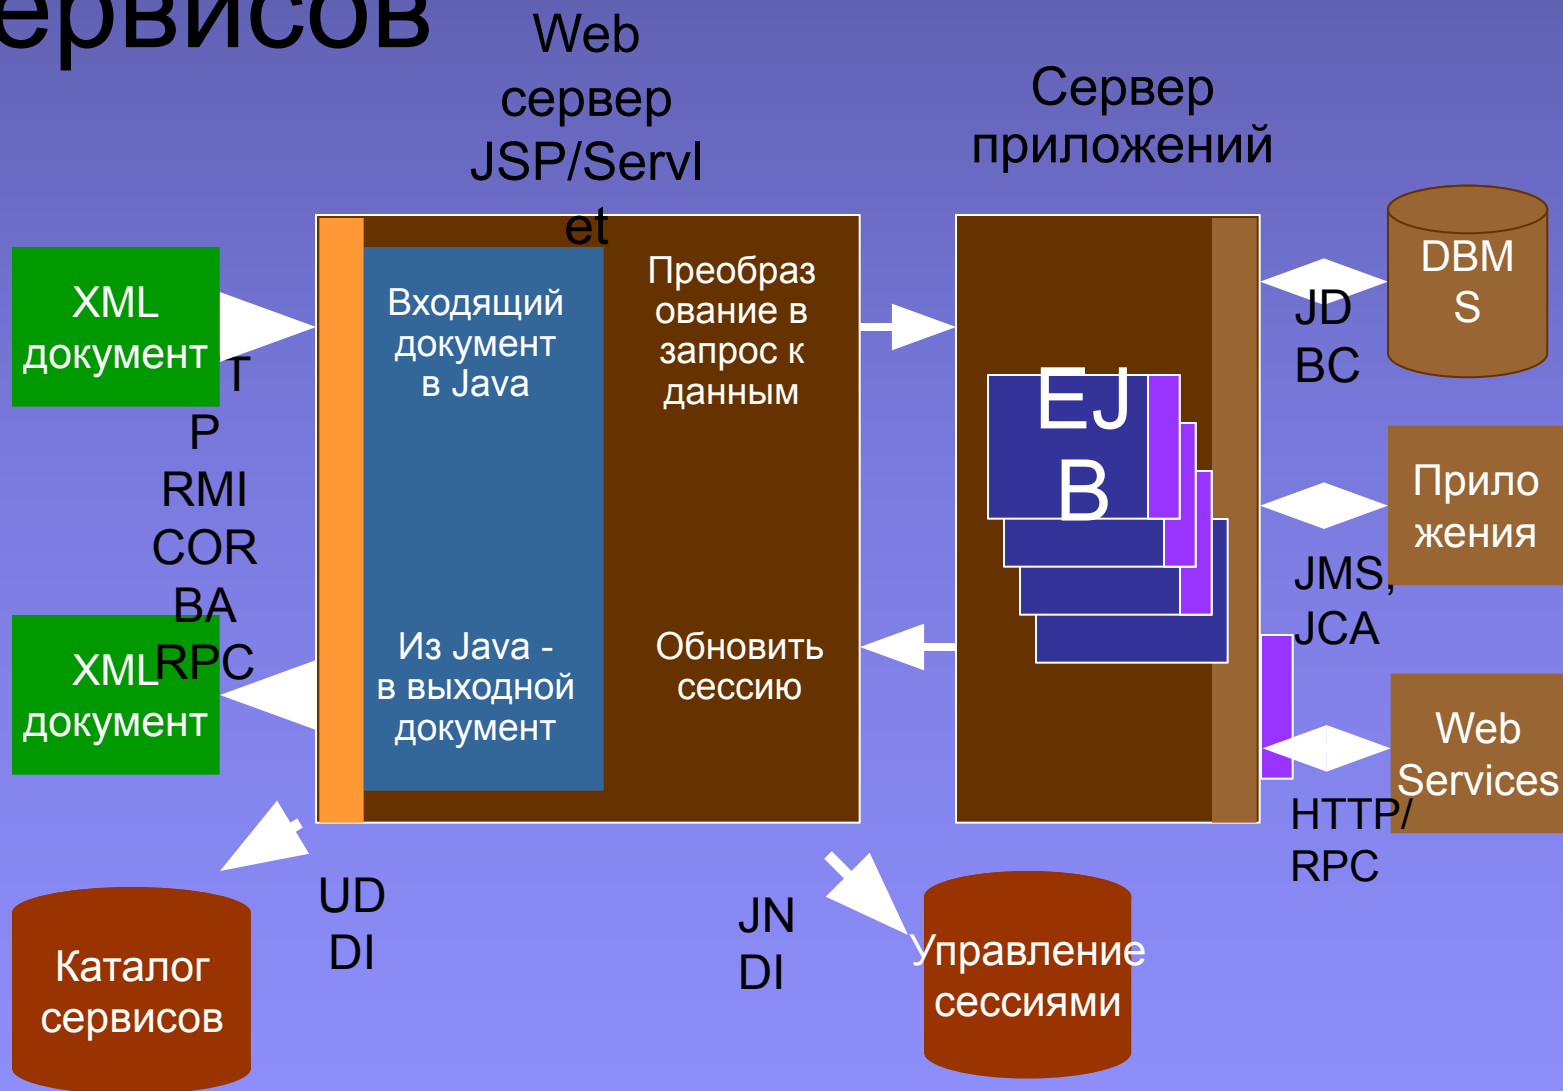 ервисов
Web
сервер
JSP/Servl
et
Сервер
приложений
XML
документ
Т
P
RMI
COR
BA
RPC
XML
документ
Входящий
документ
в Java
Преобраз
ование в
запрос к
данным
Из Java -
в выходной
документ
Обновить
сессию
EJ
B
DBM
S
JD
BC
Прило
жения
JMS,
JCA
Web
Services
HTTP/
RPC
UD
DI
JN
DI
Каталог
сервисов
Управление
сессиями